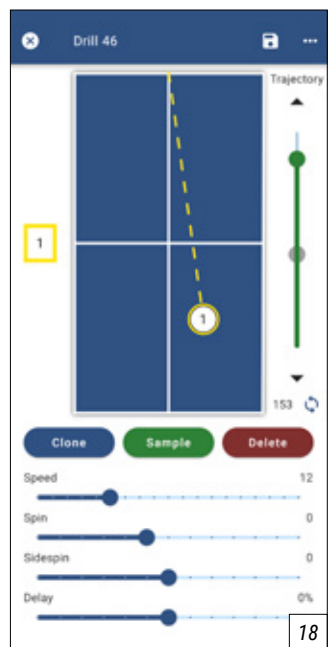 Drill 46
Trajectory
1
1
153
Clone Sample Delete
Speed 12
Spin 0
Sidespin 0
Delay 0%
18